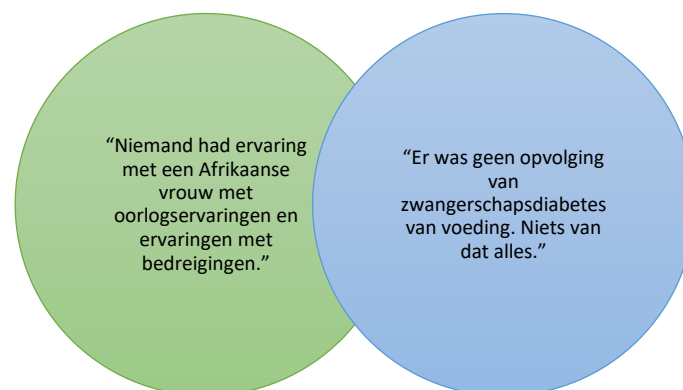 “Niemand had ervaring
met een Afrikaanse
vrouw met
oorlogservaringen en
ervaringen met
bedreigingen.”
“Er was geen opvolging
van
zwangerschapsdiabetes
van voeding. Niets van
dat alles.”